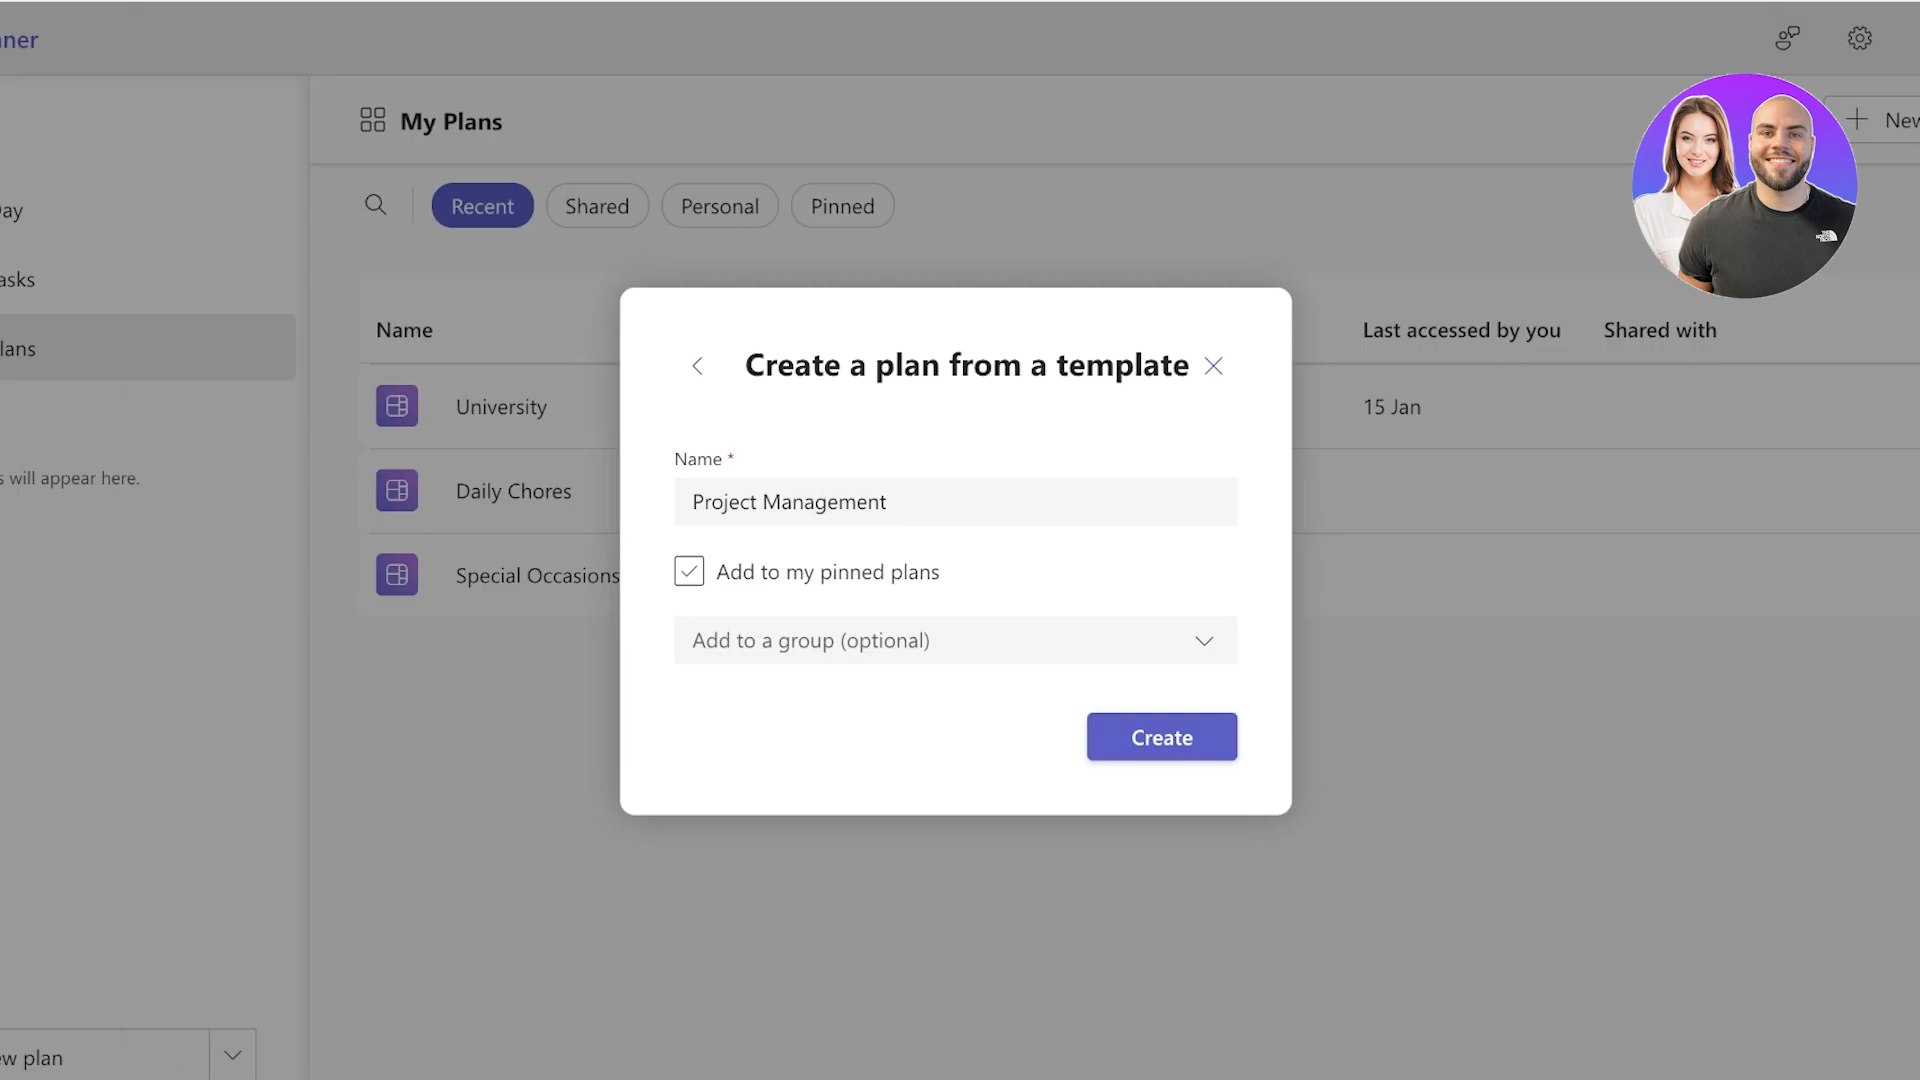 nner
My Plans
New
ay
Recent
Shared
Personal
Pinned
asks
lans
Name
Last accessed by you
Shared with
University
15 Jan
Daily Chores
Special Occasions
s will appear here.
Create a plan from a template
Name *
Project Management
Add to my pinned plans
Add to a group (optional)
Create
ew plan